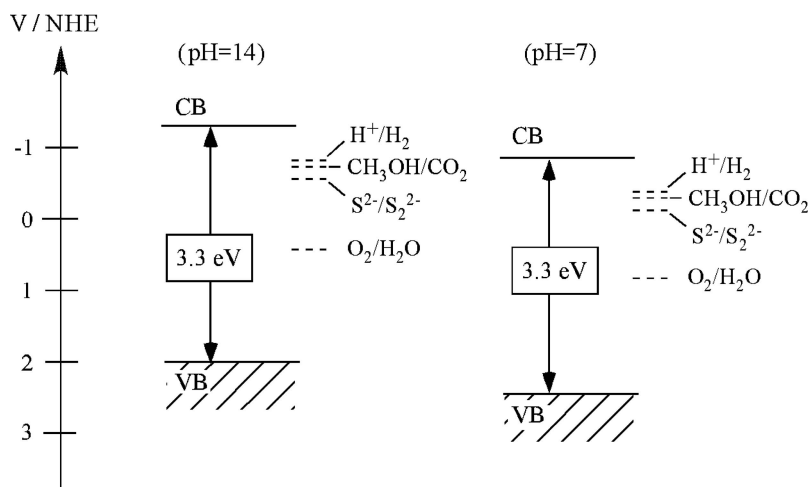 V / NHE
(pH=14)
(pH=7)
CB
CB
-1
0
1
2
3
H⁺/H₂
CH₃OH/CO₂
S²⁻/S₂²⁻
O₂/H₂O
3.3 eV
VB
H⁺/H₂
CH₃OH/CO₂
S²⁻/S₂²⁻
O₂/H₂O
3.3 eV
VB